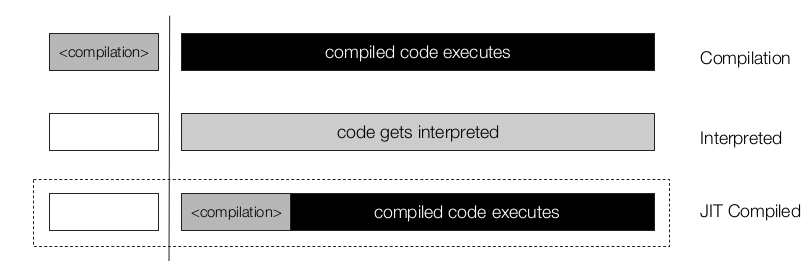 <compilation>
compiled code executes
Compilation
code gets interpreted
Interpreted
<compilation>
compiled code executes
JIT Compiled